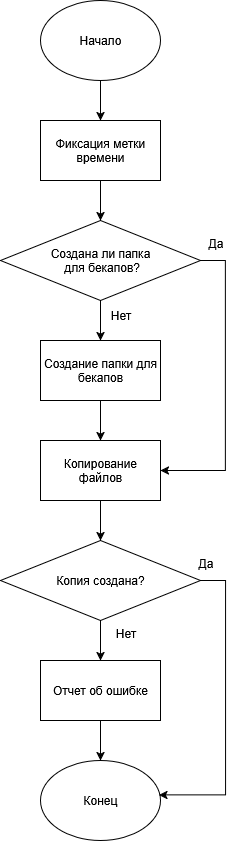 Начало
Фиксация метки
времени
Создана ли папка
для бекапов?
Да
Нет
Создание папки для
бекапов
Копирование
файлов
Копия создана?
Да
Нет
Отчет об ошибке
Конец